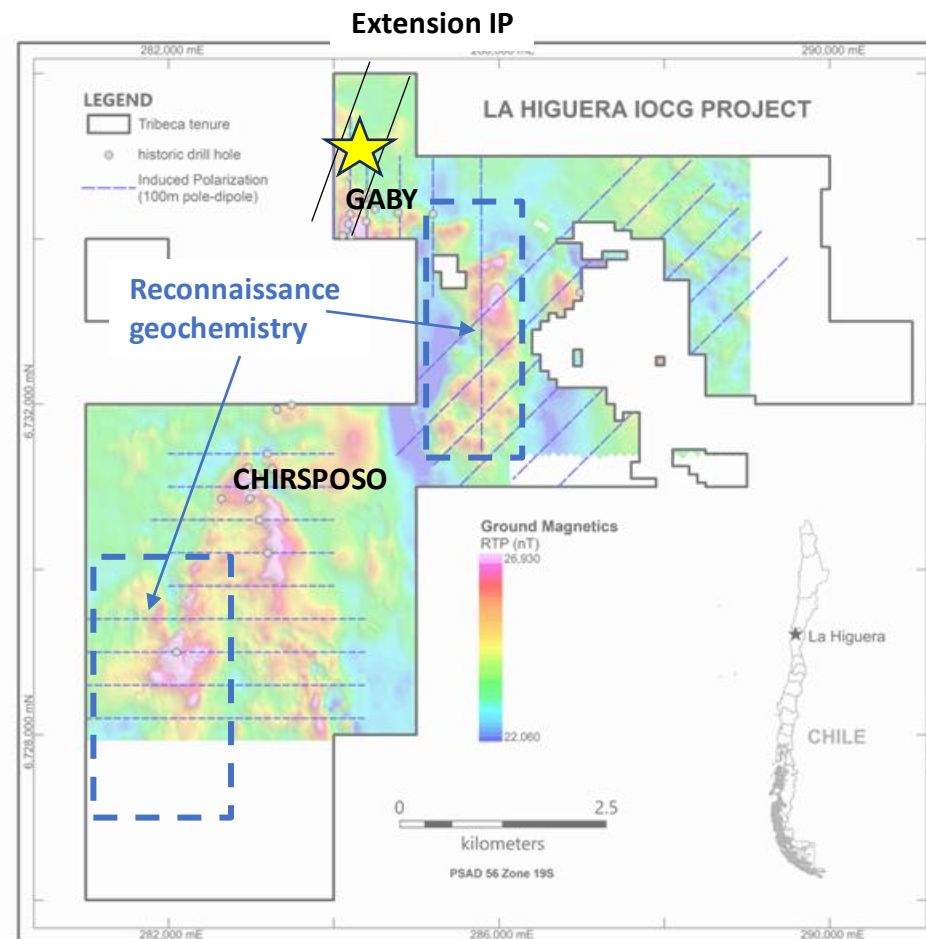 Extension IP
282,000 mE
286,000 mE
290,000 mE
LEGEND
Tribeca tenure
historic drill hole
Induced Polarization
(100m pole-dipole)
LA HIGUERA IOCG PROJECT
GABY
Reconnaissance
geochemistry
6,732,000 mN
CHIRSPOSO
Ground Magnetics
RTP (nT)
26,930
22,060
La Higuera
CHILE
6,728,000 mN
0
2.5
kilometers
PSAD 56 Zone 19S
282,000 mE
286,000 mE
290,000 mE